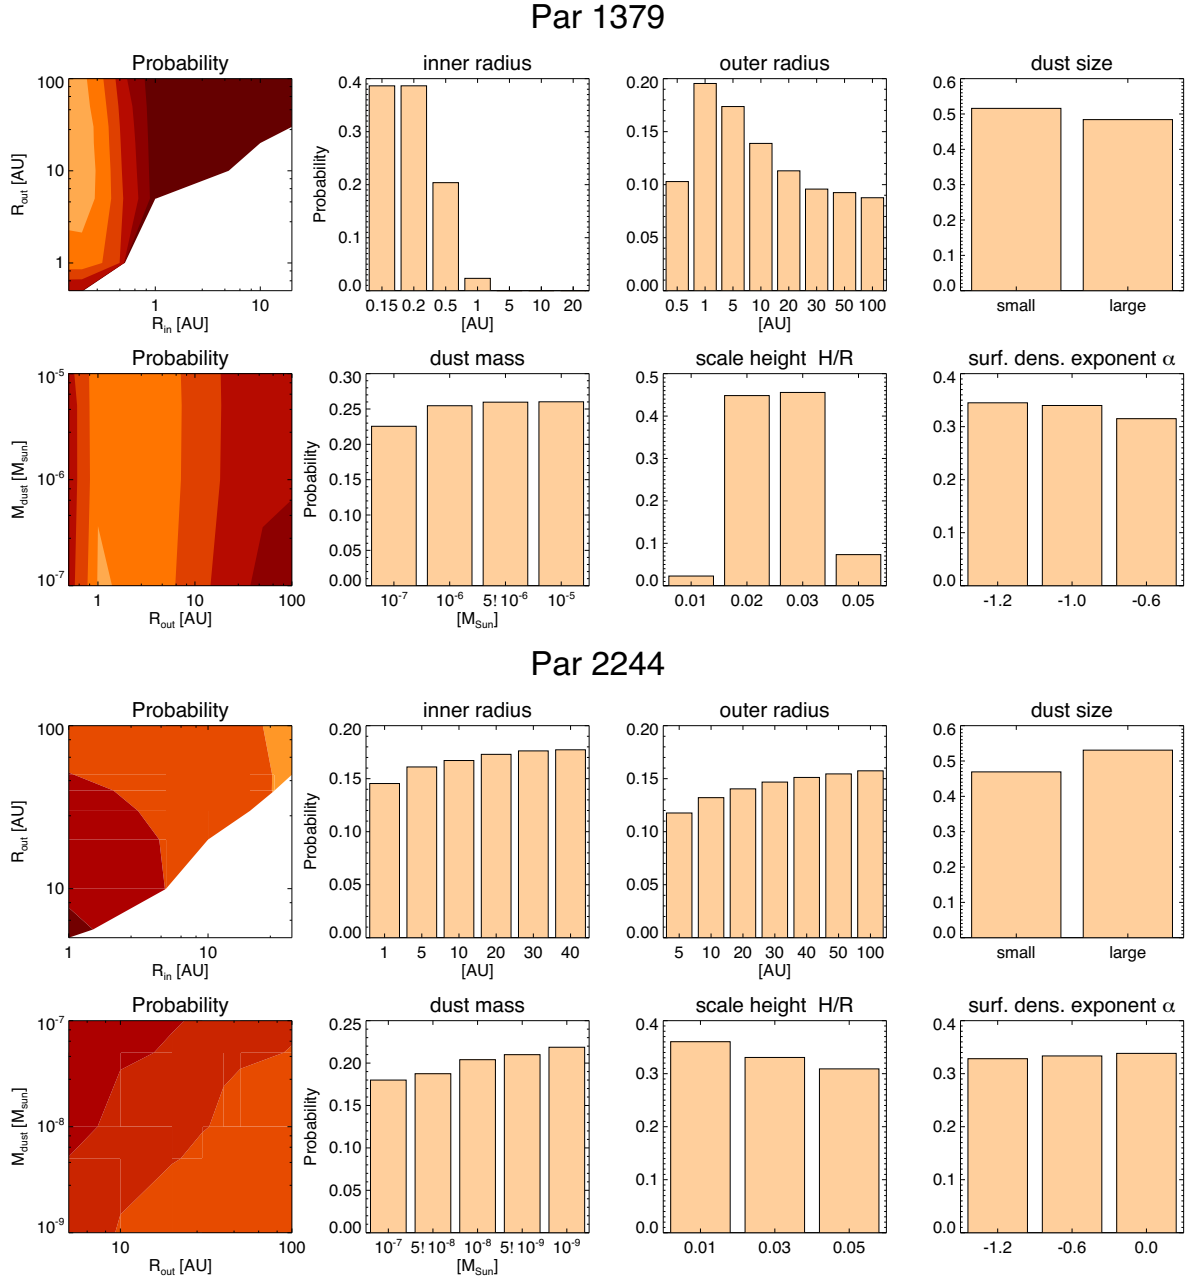 Par 1379
Probability inner radius outer radius dust size
100 0.4 0.20 0.6
0.5
0.3 0.15
0.4
R_out [AU] 10 Probability 0.2 0.10 0.3
0.2
0.1 0.05
1 0.1
0.0 0.00 0.0
1 10 0.15 0.2 0.5 1 5 10 20 0.5 1 5 10 20 30 50 100 small large
R_in [AU] [AU] [AU]
Probability dust mass scale height H/R surf. dens. exponent α
10^-5 0.30 0.5 0.4
0.25 0.4
0.3
0.20
M_dust [M_sun] 10^-6 Probability 0.15 0.3 0.2
0.10 0.2
0.1
0.05 0.1
10^-7 0.00 0.0 0.0
1 10 100 10^-7 10^-6 5!10^-6 10^-5 0.01 0.02 0.03 0.05 -1.2 -1.0 -0.6
R_out [AU] [M_Sun]
Par 2244
Probability inner radius outer radius dust size
100 0.20 0.20 0.6
0.5
0.15 0.15
0.4
R_out [AU] Probability 0.10 0.10 0.3
10 0.2
0.05 0.05
0.1
0.00 0.00 0.0
1 10 1 5 10 20 30 40 5 10 20 30 40 50 100 small large
R_in [AU] [AU] [AU]
Probability dust mass scale height H/R surf. dens. exponent α
10^-7 0.25 0.4 0.4
0.20 0.3 0.3
M_dust [M_sun] 10^-8 Probability 0.15 0.2 0.2
0.10
0.1 0.1
0.05
10^-9 0.00 0.0 0.0
10 100 10^-7 5!10^-8 10^-8 5!10^-9 10^-9 0.01 0.03 0.05 -1.2 -0.6 0.0
R_out [AU] [M_Sun]